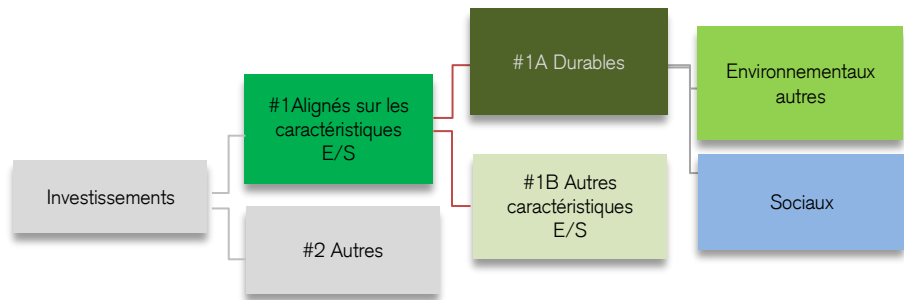 Investissements
#1Alignés sur les
caractéristiques
E/S
#2 Autres
#1A Durables
#1B Autres
caractéristiques
E/S
Environnementaux
autres
Sociaux